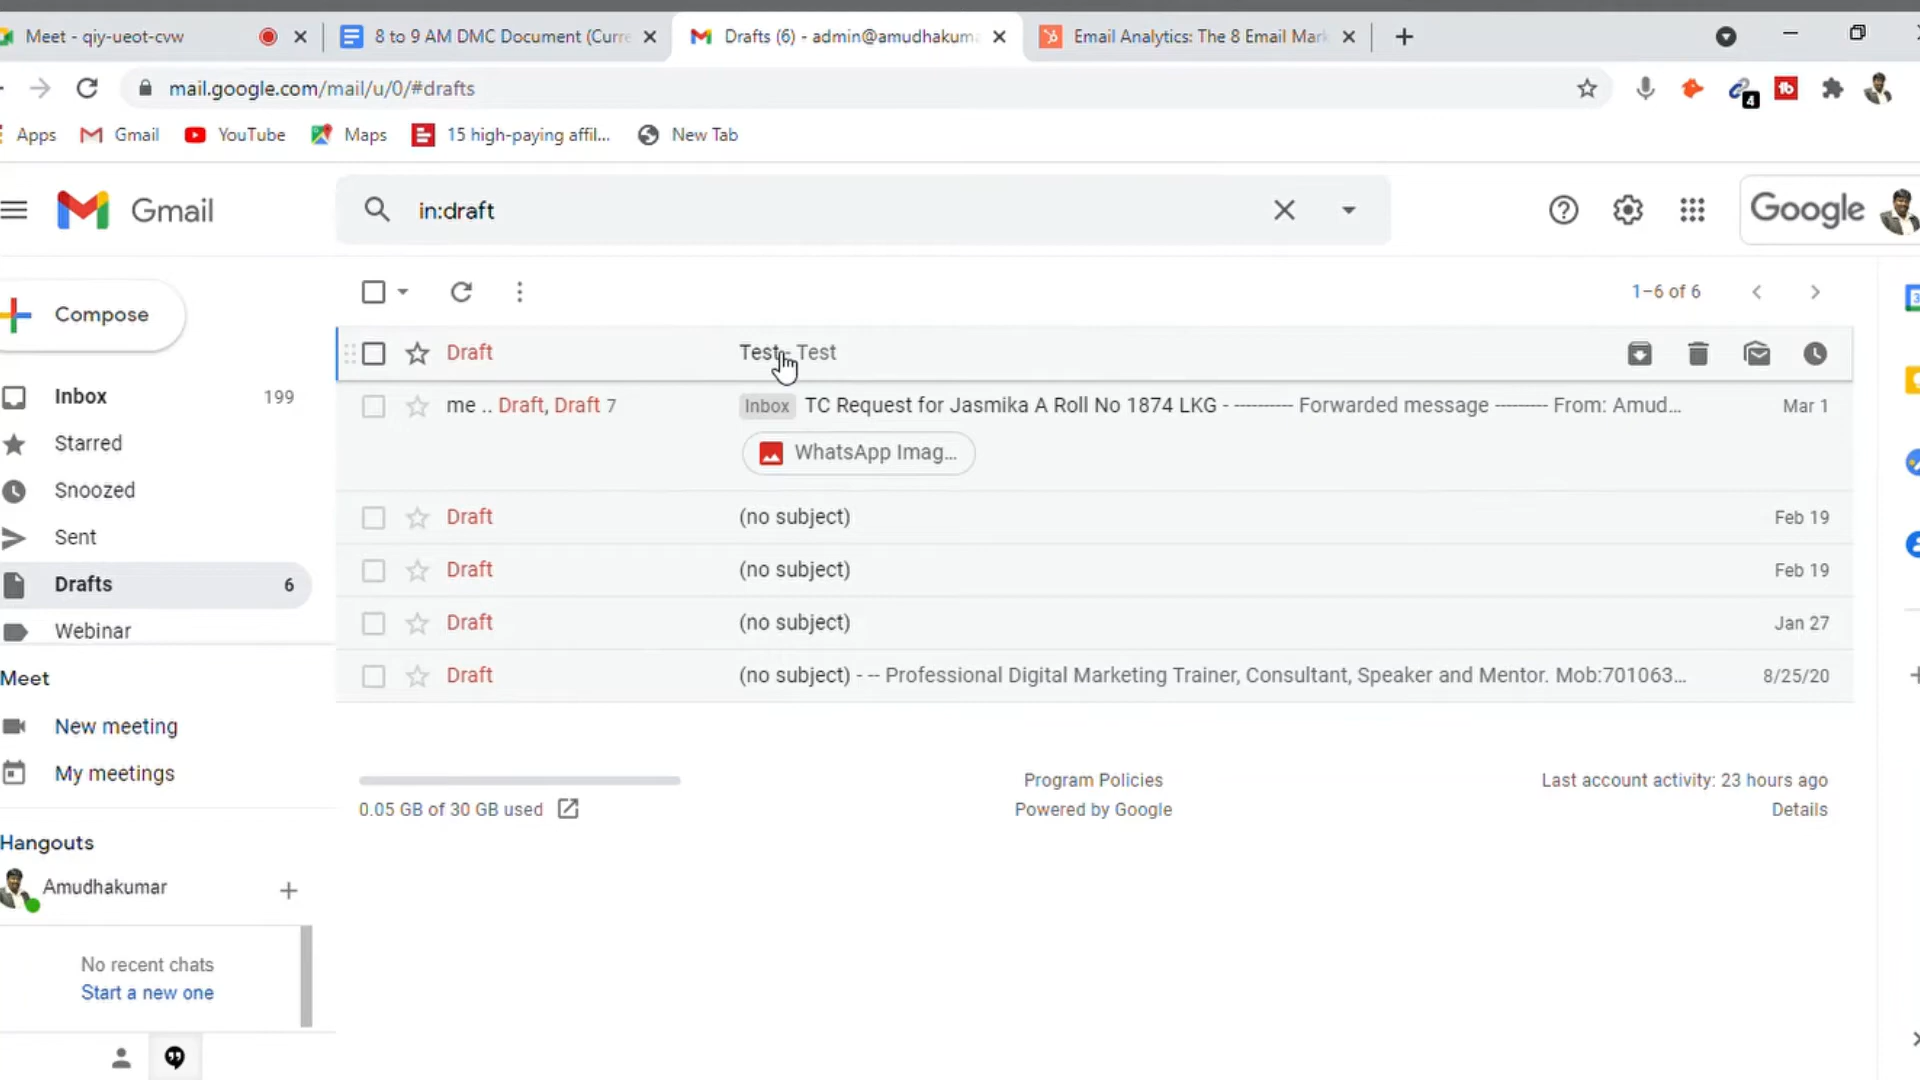 Meet - qiy-ueot-cvw
8 to 9 AM DMC Document (Curre
Drafts (6) - admin@amudhakuma
Email Analytics: The 8 Email Mark
mail.google.com/mail/u/0/#drafts
4
Apps
Gmail
YouTube
Maps
15 high-paying affil...
New Tab
Gmail
in:draft
Google
Compose
1–6 of 6
Draft
Test - Test
Inbox
199
me .. Draft, Draft 7
Inbox
TC Request for Jasmika A Roll No 1874 LKG - ---------- Forwarded message --------- From: Amud...
Mar 1
Starred
WhatsApp Imag...
Snoozed
Draft
(no subject)
Feb 19
Sent
Draft
(no subject)
Feb 19
Drafts
6
Draft
(no subject)
Jan 27
Webinar
Draft
(no subject) - -- Professional Digital Marketing Trainer, Consultant, Speaker and Mentor. Mob:701063...
8/25/20
Meet
New meeting
My meetings
0.05 GB of 30 GB used
Program Policies
Powered by Google
Last account activity: 23 hours ago
Details
Hangouts
Amudhakumar
No recent chats
Start a new one